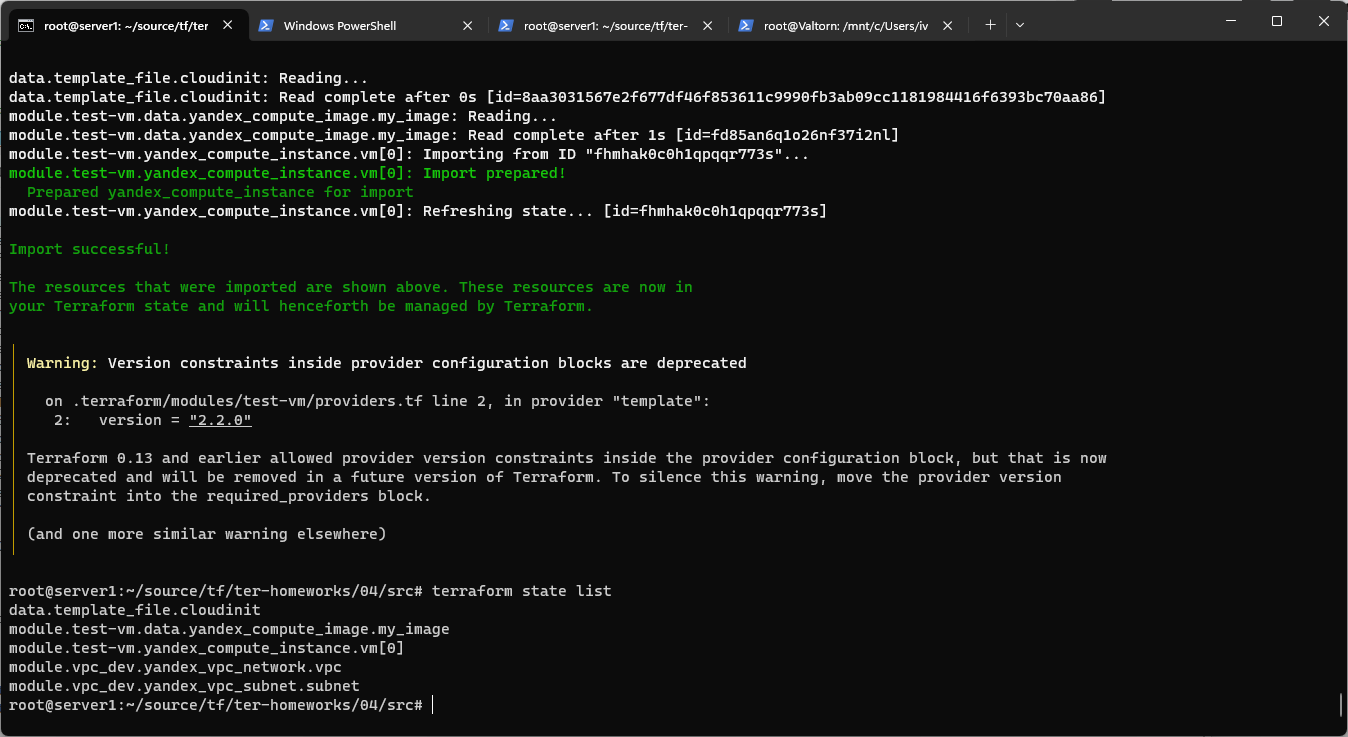 root@server1: ~/source/tf/ter
Windows PowerShell
root@server1: ~/source/tf/ter-
root@Valtorn: /mnt/c/Users/iv
data.template_file.cloudinit: Reading...
data.template_file.cloudinit: Read complete after 0s [id=8aa3031567e2f677df46f853611c9990fb3ab09cc1181984416f6393bc70aa86]
module.test-vm.data.yandex_compute_image.my_image: Reading...
module.test-vm.data.yandex_compute_image.my_image: Read complete after 1s [id=fd85an6q1o26nf37i2nl]
module.test-vm.yandex_compute_instance.vm[0]: Importing from ID "fhmhak0c0h1qpqqr773s"...
module.test-vm.yandex_compute_instance.vm[0]: Import prepared!
  Prepared yandex_compute_instance for import
module.test-vm.yandex_compute_instance.vm[0]: Refreshing state... [id=fhmhak0c0h1qpqqr773s]
Import successful!
The resources that were imported are shown above. These resources are now in
your Terraform state and will henceforth be managed by Terraform.
Warning: Version constraints inside provider configuration blocks are deprecated
on .terraform/modules/test-vm/providers.tf line 2, in provider "template":
2:   version = "2.2.0"
Terraform 0.13 and earlier allowed provider version constraints inside the provider configuration block, but that is now
deprecated and will be removed in a future version of Terraform. To silence this warning, move the provider version
constraint into the required_providers block.
(and one more similar warning elsewhere)
root@server1:~/source/tf/ter-homeworks/04/src# terraform state list
data.template_file.cloudinit
module.test-vm.data.yandex_compute_image.my_image
module.test-vm.yandex_compute_instance.vm[0]
module.vpc_dev.yandex_vpc_network.vpc
module.vpc_dev.yandex_vpc_subnet.subnet
root@server1:~/source/tf/ter-homeworks/04/src#